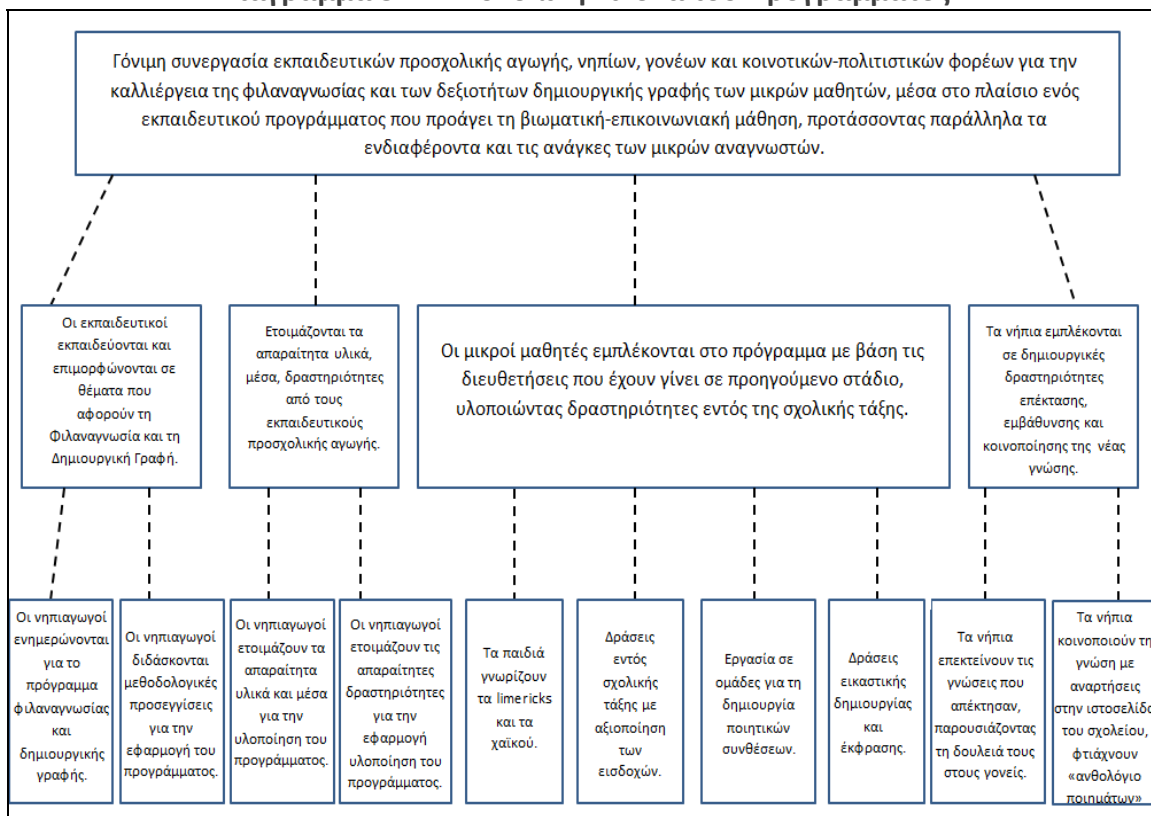 Γόνιμη συνεργασία εκπαιδευτικών προσχολικής αγωγής, νηπίων, γονέων και κοινοτικών-πολιτιστικών φορέων για την
καλλιέργεια της φιλαναγνωσίας και των δεξιοτήτων δημιουργικής γραφής των μικρών μαθητών, μέσα στο πλαίσιο ενός
εκπαιδευτικού προγράμματος που προάγει τη βιωματική-επικοινωνιακή μάθηση, προτάσσοντας παράλληλα τα
ενδιαφέροντα και τις ανάγκες των μικρών αναγνωστών.
Οι εκπαιδευτικοί
εκπαιδεύονται και
επιμορφώνονται σε
θέματα που
αφορούν τη
Φιλαναγνωσία και τη
Δημιουργική Γραφή.
Ετοιμάζονται τα
απαραίτητα υλικά,
μέσα, δραστηριότητες
από τους
εκπαιδευτικούς
προσχολικής αγωγής.
Οι μικροί μαθητές εμπλέκονται στο πρόγραμμα με βάση τις
διευθετήσεις που έχουν γίνει σε προηγούμενο στάδιο,
υλοποιώντας δραστηριότητες εντός της σχολικής τάξης.
Τα νήπια εμπλέκονται
σε δημιουργικές
δραστηριότητες
επέκτασης,
εμβάθυνσης και
κοινοποίησης της νέας
γνώσης.
Οι νηπιαγωγοί
ενημερώνονται
για το
πρόγραμμα
φιλαναγνωσίας
και
δημιουργικής
γραφής.
Οι νηπιαγωγοί
διδάσκονται
μεθοδολογικές
προσεγγίσεις
για την
εφαρμογή του
προγράμματος.
Οι νηπιαγωγοί
ετοιμάζουν τα
απαραίτητα
υλικά και μέσα
για την
υλοποίηση του
προγράμματος.
Οι νηπιαγωγοί
ετοιμάζουν τις
απαραίτητες
δραστηριότητες
για την
εφαρμογή
υλοποίηση του
προγράμματος.
Τα παιδιά
γνωρίζουν
τα limericks
και τα
χαϊκού.
Δράσεις
εντός
σχολικής
τάξης με
αξιοποίηση
των
εισδοχών.
Εργασία σε
ομάδες για τη
δημιουργία
ποιητικών
συνθέσεων.
Δράσεις
εικαστικής
δημιουργίας
και
έκφρασης.
Τα νήπια
επεκτείνουν τις
γνώσεις που
απέκτησαν,
παρουσιάζοντας
τη δουλειά τους
στους γονείς.
Τα νήπια
κοινοποιούν τη
γνώση με
αναρτήσεις
στην ιστοσελίδα
του σχολείου,
φτιάχνουν
«ανθολόγιο
ποιημάτων»